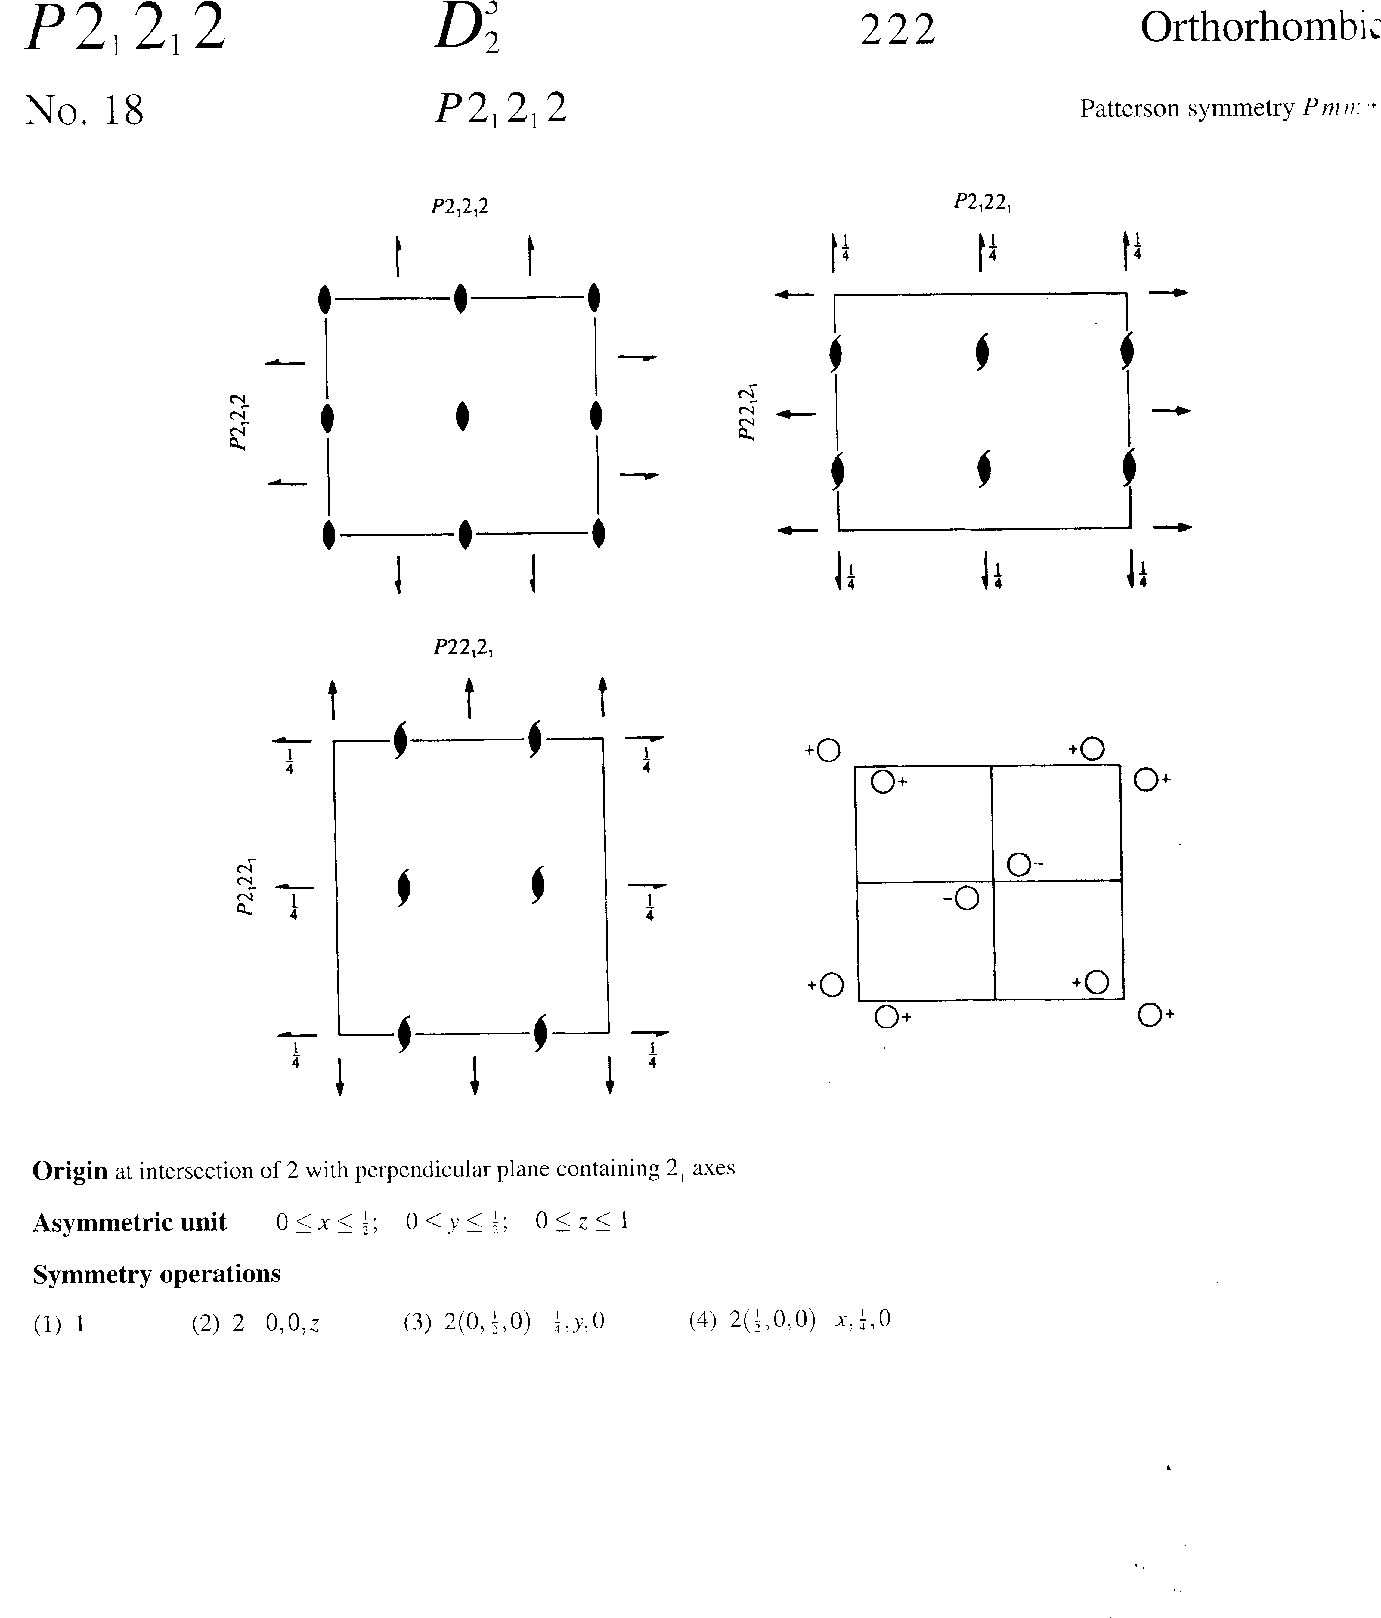 P2₁2₁2 D₂³ 222 Orthorhombic
No. 18 P2₁2₁2 Patterson symmetry
P2₁2₁2
P2₁22₁
¼ ¼ ¼
P2₁2₁2
P22₁2₁
¼ ¼ ¼
P22₁2₁
¼ ¼
P2₁22₁
¼ ¼
¼ ¼
+ +
+ +
-
-
+ +
+ +
Origin at intersection of 2 with perpendicular plane containing 2₁ axes
Asymmetric unit 0 ≤ x ≤ ½; 0 < y ≤ ½; 0 ≤ z ≤ 1
Symmetry operations
(1) 1 (2) 2 0,0,z (3) 2(0,½,0) ¼,y,0 (4) 2(½,0,0) x,¼,0